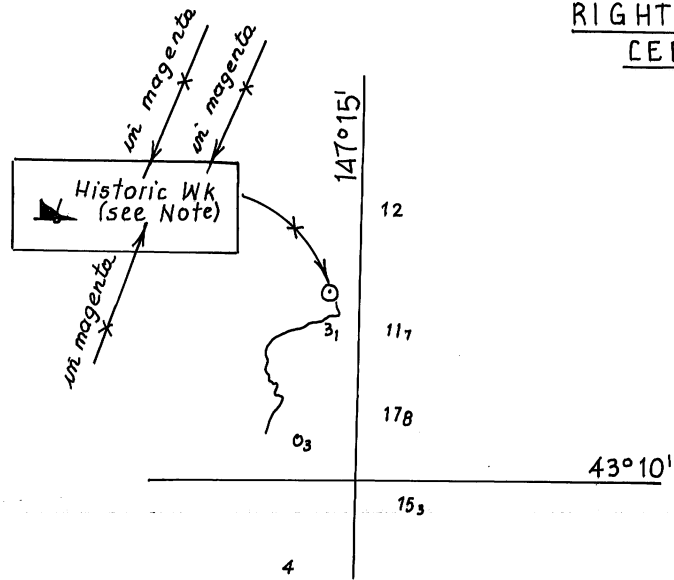 RIGHT
CEN
in magenta
in magenta
147°15'
Historic Wk
(see Note)
12
in magenta
3₁
11₇
17₈
0₃
43°10'
15₃
4